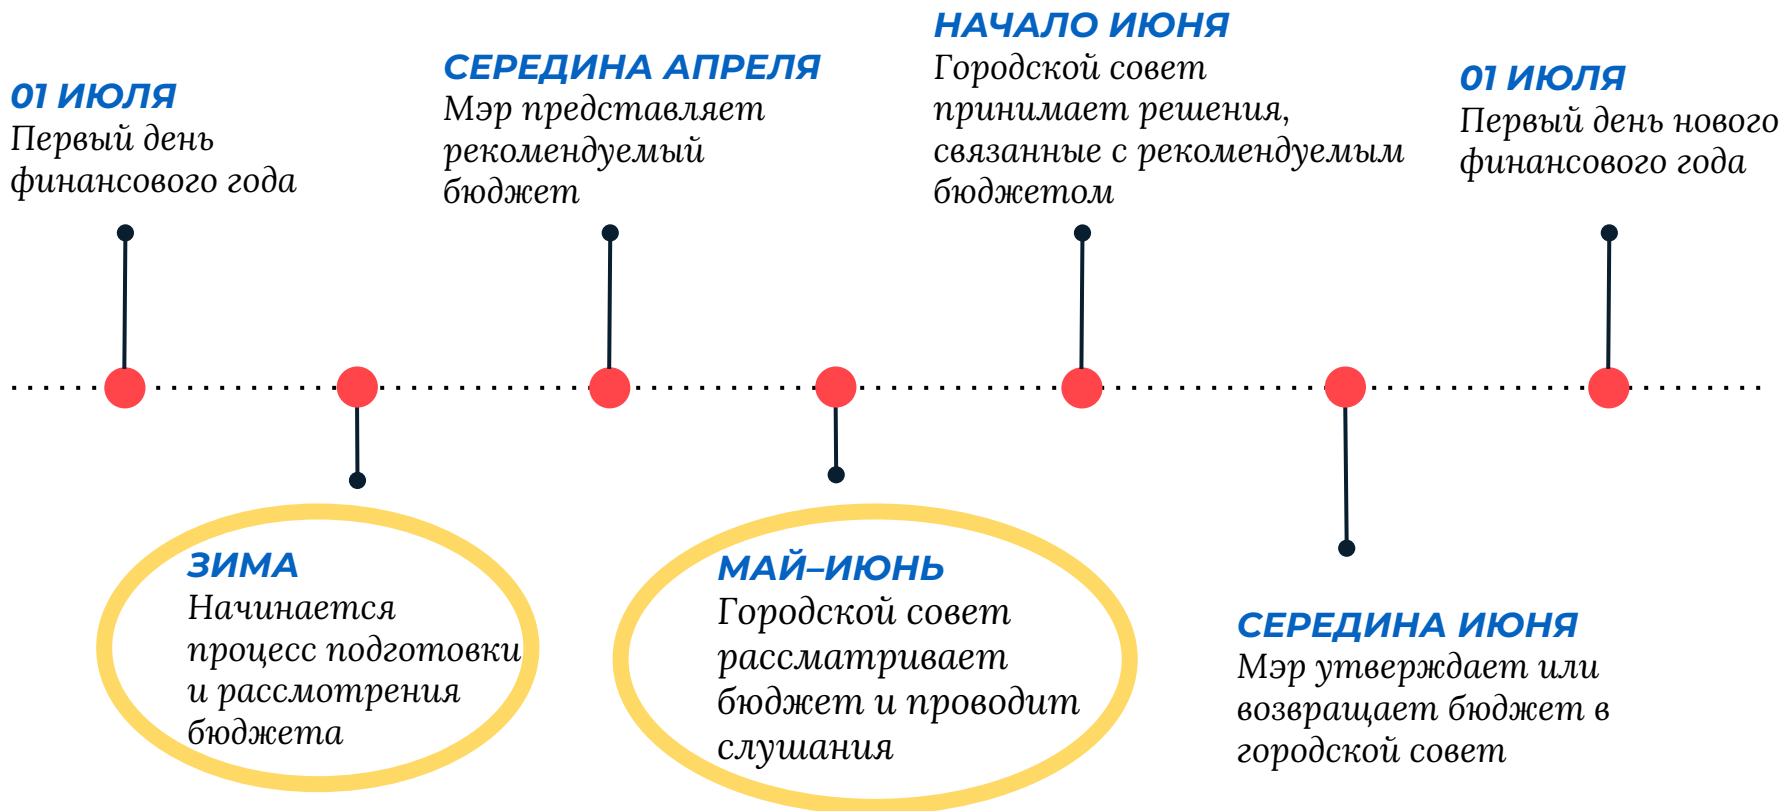 01 ИЮЛЯ
Первый день
финансового года
ЗИМА
Начинается
процесс подготовки
и рассмотрения
бюджета
СЕРЕДИНА АПРЕЛЯ
Мэр представляет
рекомендуемый
бюджет
МАЙ–ИЮНЬ
Городской совет
рассматривает
бюджет и проводит
слушания
НАЧАЛО ИЮНЯ
Городской совет
принимает решения,
связанные с рекомендуемым
бюджетом
СЕРЕДИНА ИЮНЯ
Мэр утверждает или
возвращает бюджет в
городской совет
01 ИЮЛЯ
Первый день нового
финансового года